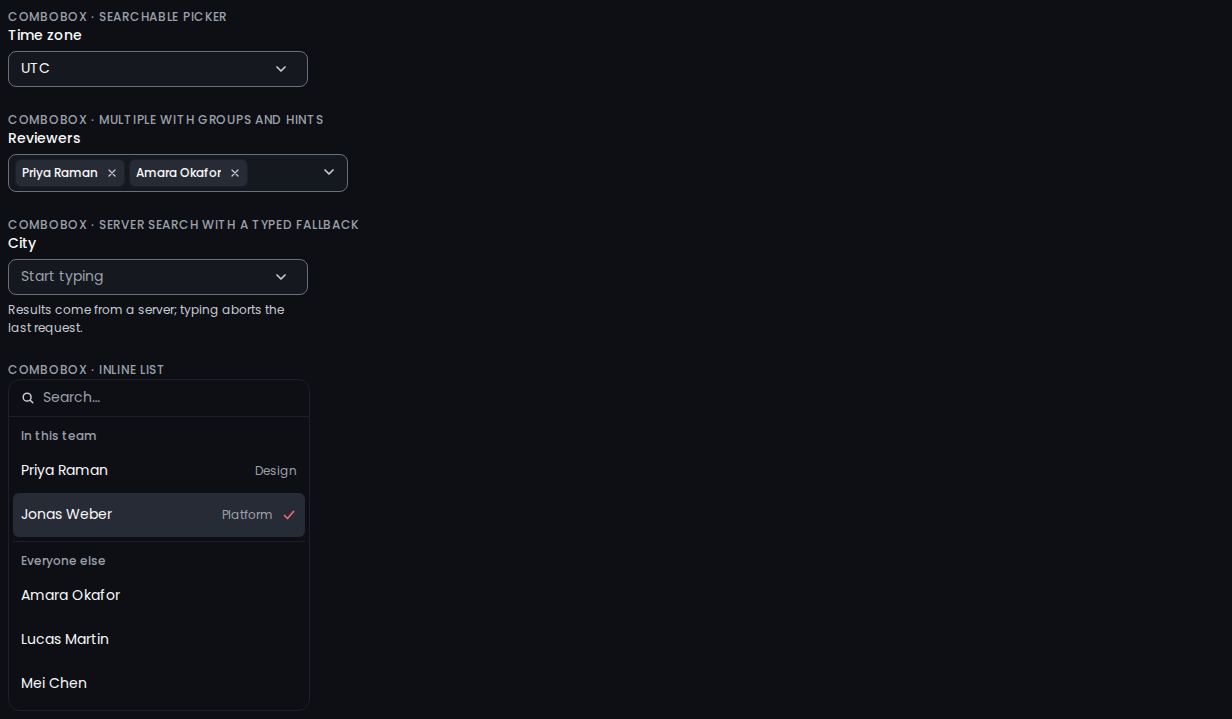 COMBOBOX · SEARCHABLE PICKER
Time zone
UTC
COMBOBOX · MULTIPLE WITH GROUPS AND HINTS
Reviewers
Priya Raman Amara Okafor
COMBOBOX · SERVER SEARCH WITH A TYPED FALLBACK
City
Start typing
Results come from a server; typing aborts the
last request.
COMBOBOX · INLINE LIST
Search…
In this team
Priya Raman Design
Jonas Weber Platform
Everyone else
Amara Okafor
Lucas Martin
Mei Chen